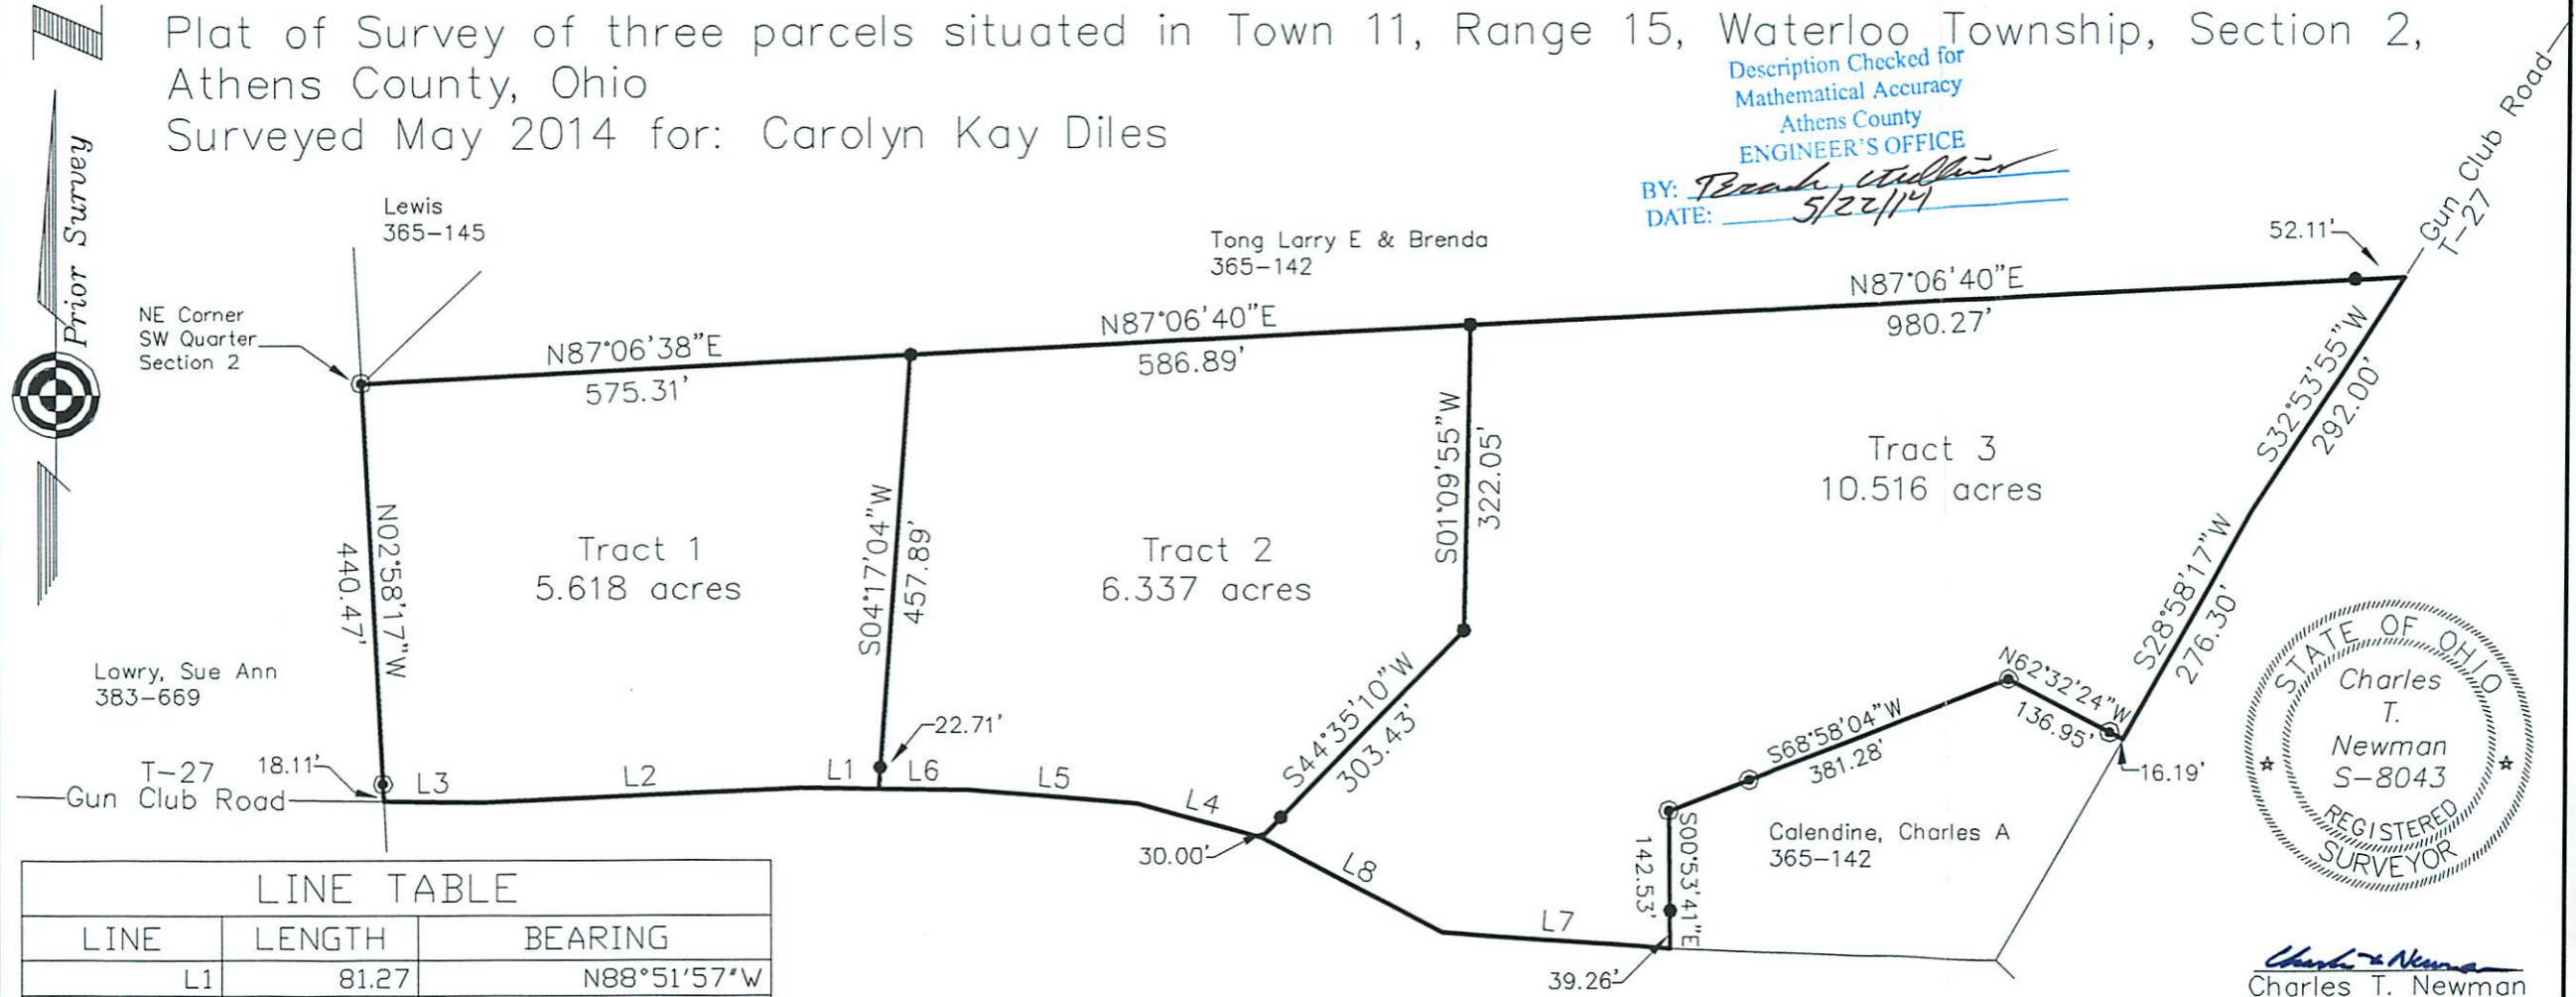 Plat of Survey of three parcels situated in Town 11, Range 15, Waterloo Township, Section 2,
Athens County, Ohio
Surveyed May 2014 for: Carolyn Kay Diles
Description Checked for
Mathematical Accuracy
Athens County
ENGINEER'S OFFICE
BY:
DATE: 5/22/14
Prior Survey
Lewis
365-145
NE Corner
SW Quarter
Section 2
Tong Larry E & Brenda
365-142
52.11'
Gun Club Road
T-27
N87°06'38"E
575.31'
N87°06'40"E
586.89'
N87°06'40"E
980.27'
S32°53'55"W
292.00'
N02°58'17"W
440.47'
Tract 1
5.618 acres
S04°17'04"W
457.89'
Tract 2
6.337 acres
S01°09'55"W
322.05'
Tract 3
10.516 acres
S28°58'17"W
276.30'
Lowry, Sue Ann
383-669
T-27
Gun Club Road
18.11'
L3
L2
L1
22.71'
L6
L5
L4
S44°35'10"W
303.43'
30.00'
L8
L7
39.26'
S00°53'41"E
142.53'
S68°58'04"W
381.28'
N62°32'24"W
136.95'
16.19'
Calendine, Charles A
365-142
STATE OF OHIO
Charles
T.
Newman
S-8043
REGISTERED
SURVEYOR
Charles T. Newman
LINE TABLE
LINE LENGTH BEARING
L1 81.27 N88°51'57"W